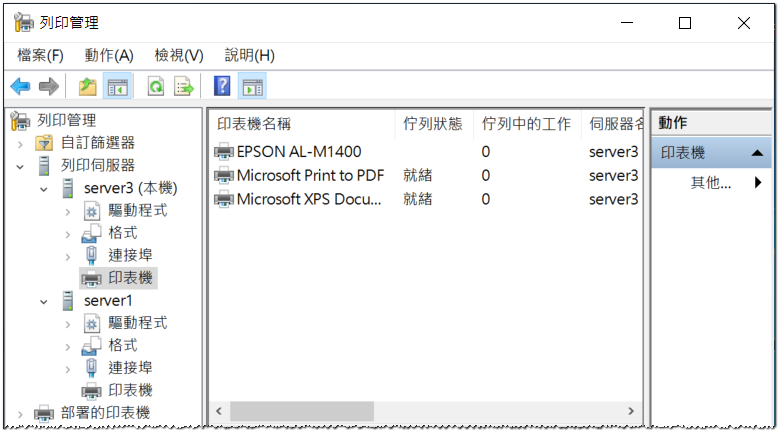 列印管理
檔案(F) 動作(A) 檢視(V) 說明(H)
列印管理
自訂篩選器
列印伺服器
server3 (本機)
驅動程式
格式
連接埠
印表機
server1
驅動程式
格式
連接埠
印表機
部署的印表機
印表機名稱 佇列狀態 佇列中的工作 伺服器名
EPSON AL-M1400 0 server3
Microsoft Print to PDF 就緒 0 server3
Microsoft XPS Docu... 就緒 0 server3
動作
印表機
其他...